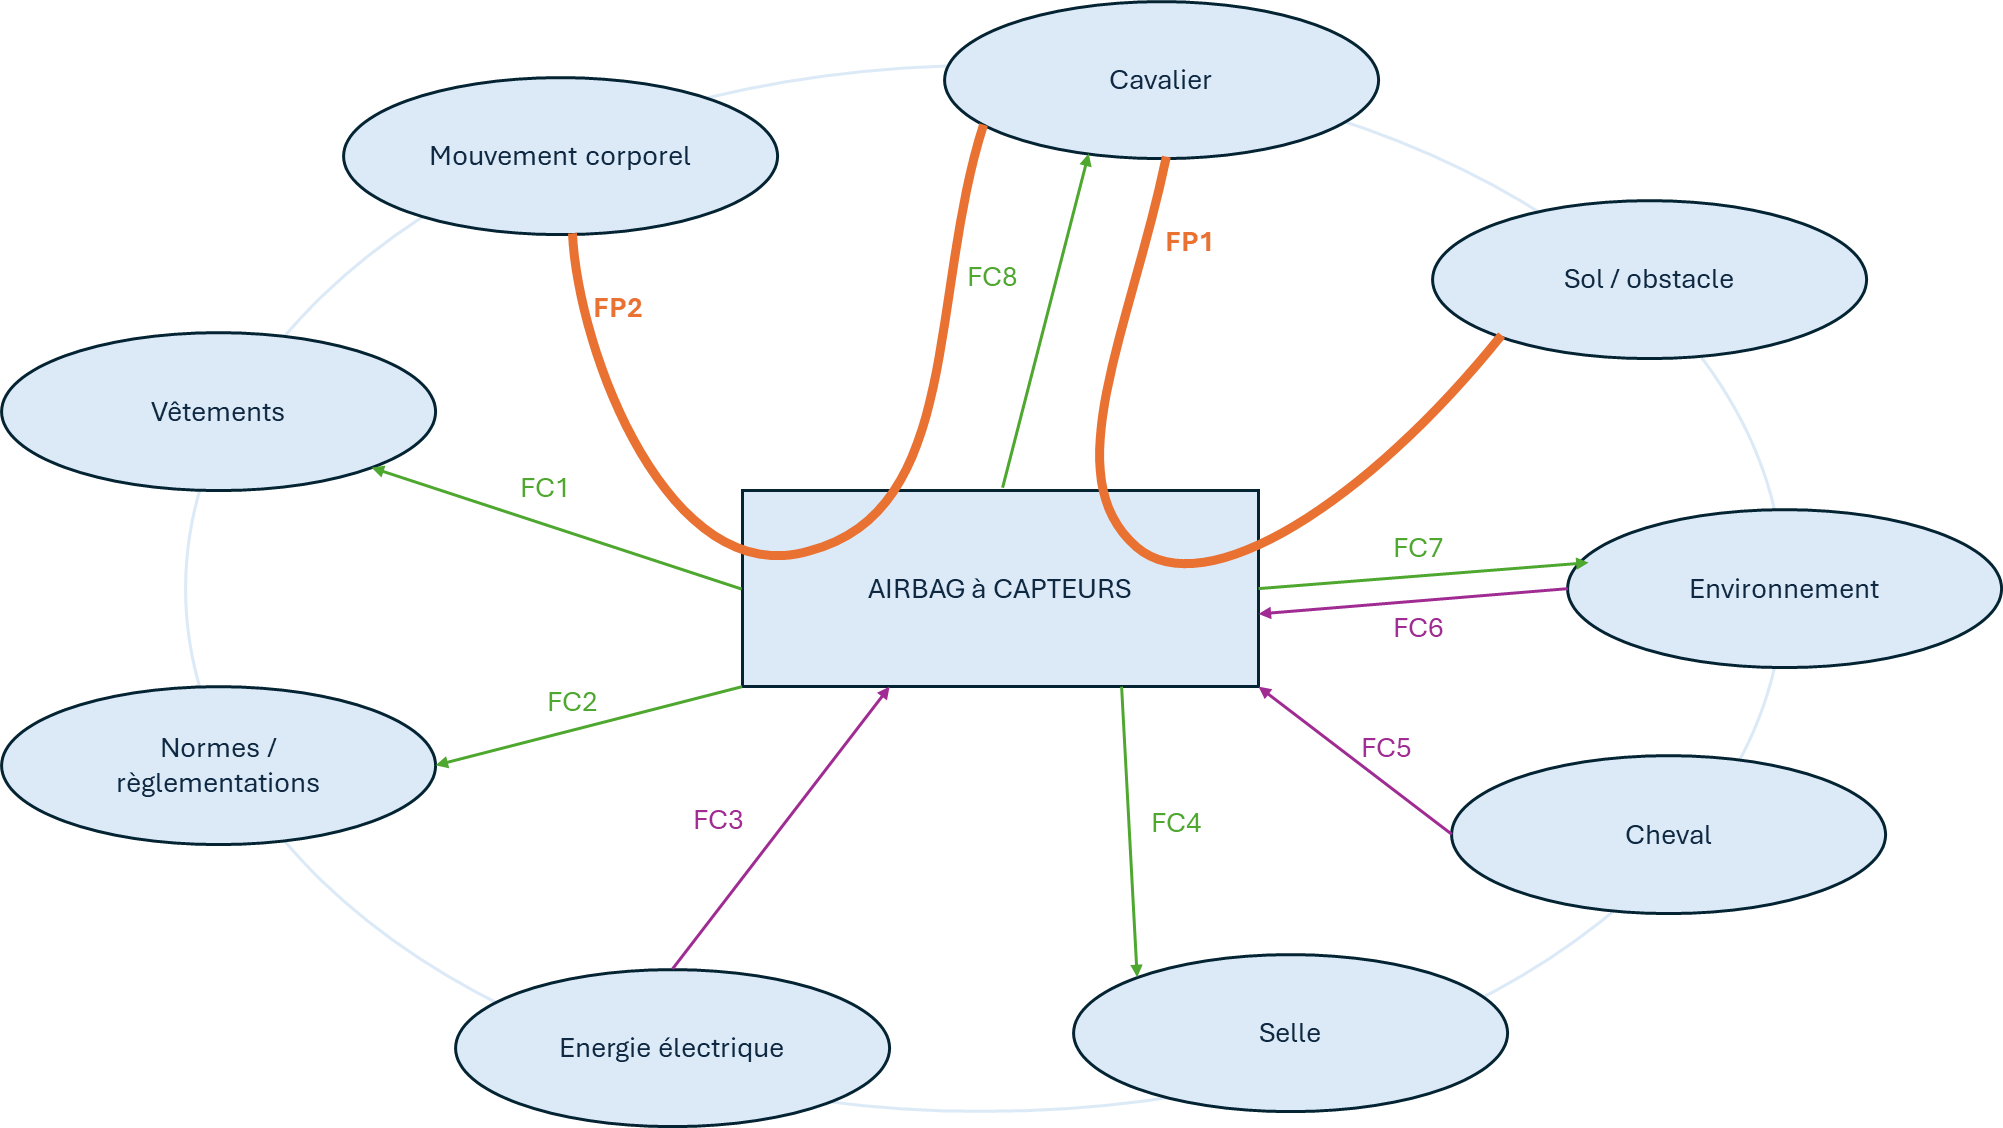 Cavalier
Mouvement corporel
FP1
FC8
Sol / obstacle
FP2
Vêtements
FC1
FC7
AIRBAG à CAPTEURS
Environnement
FC6
FC2
Normes /
règlementations
FC5
FC3
FC4
Cheval
Selle
Energie électrique